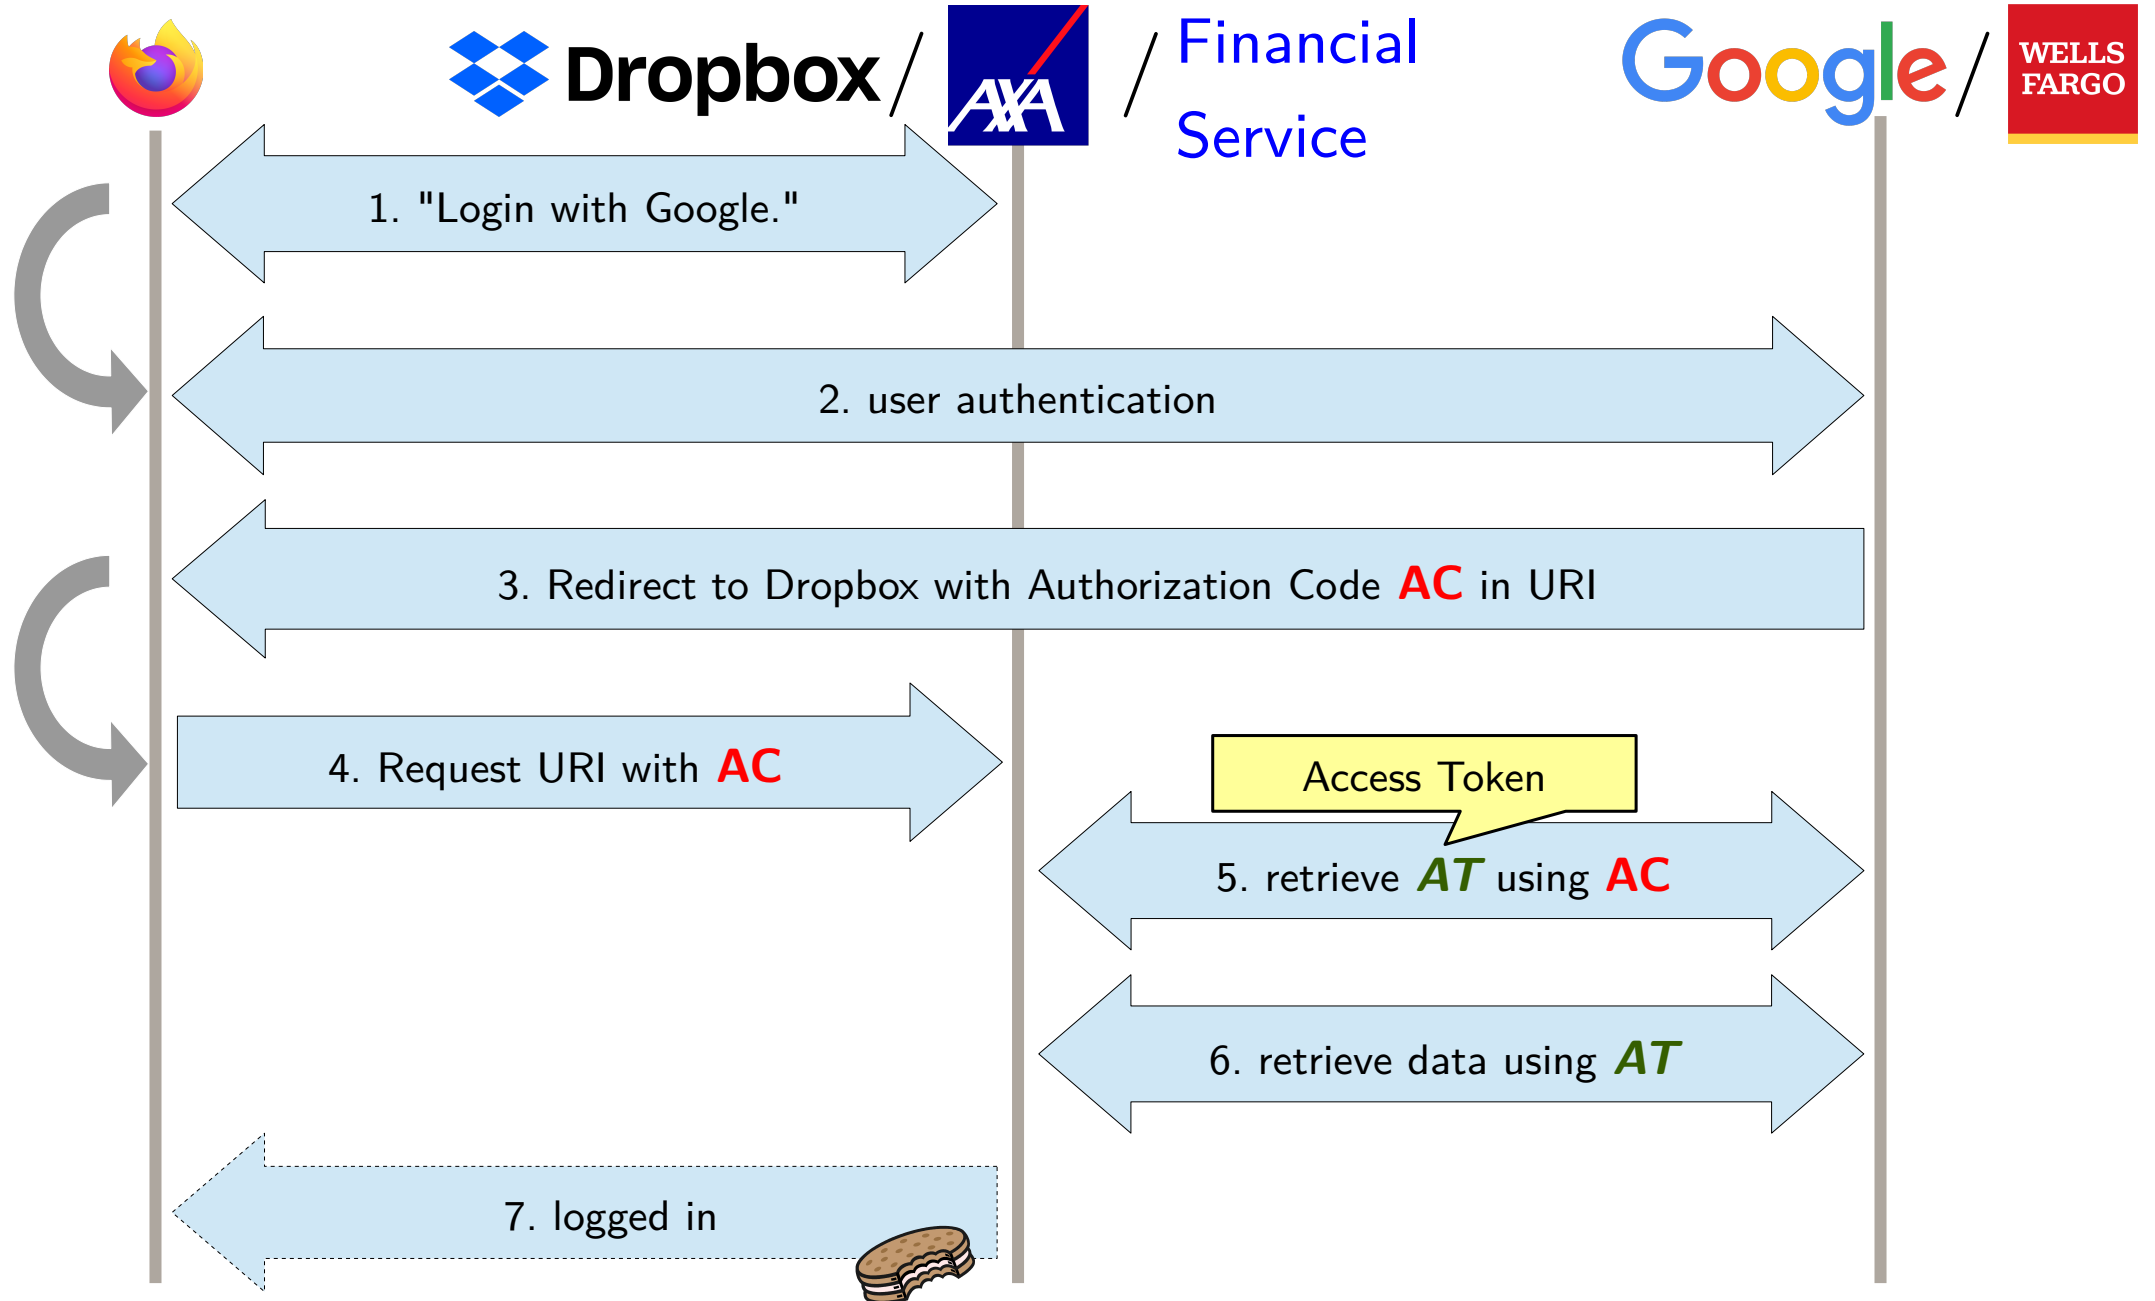 Dropbox / AXA / Financial
Service
Google / WELLS
FARGO
1. "Login with Google."
2. user authentication
3. Redirect to Dropbox with Authorization Code AC in URI
4. Request URI with AC
Access Token
5. retrieve AT using AC
6. retrieve data using AT
7. logged in